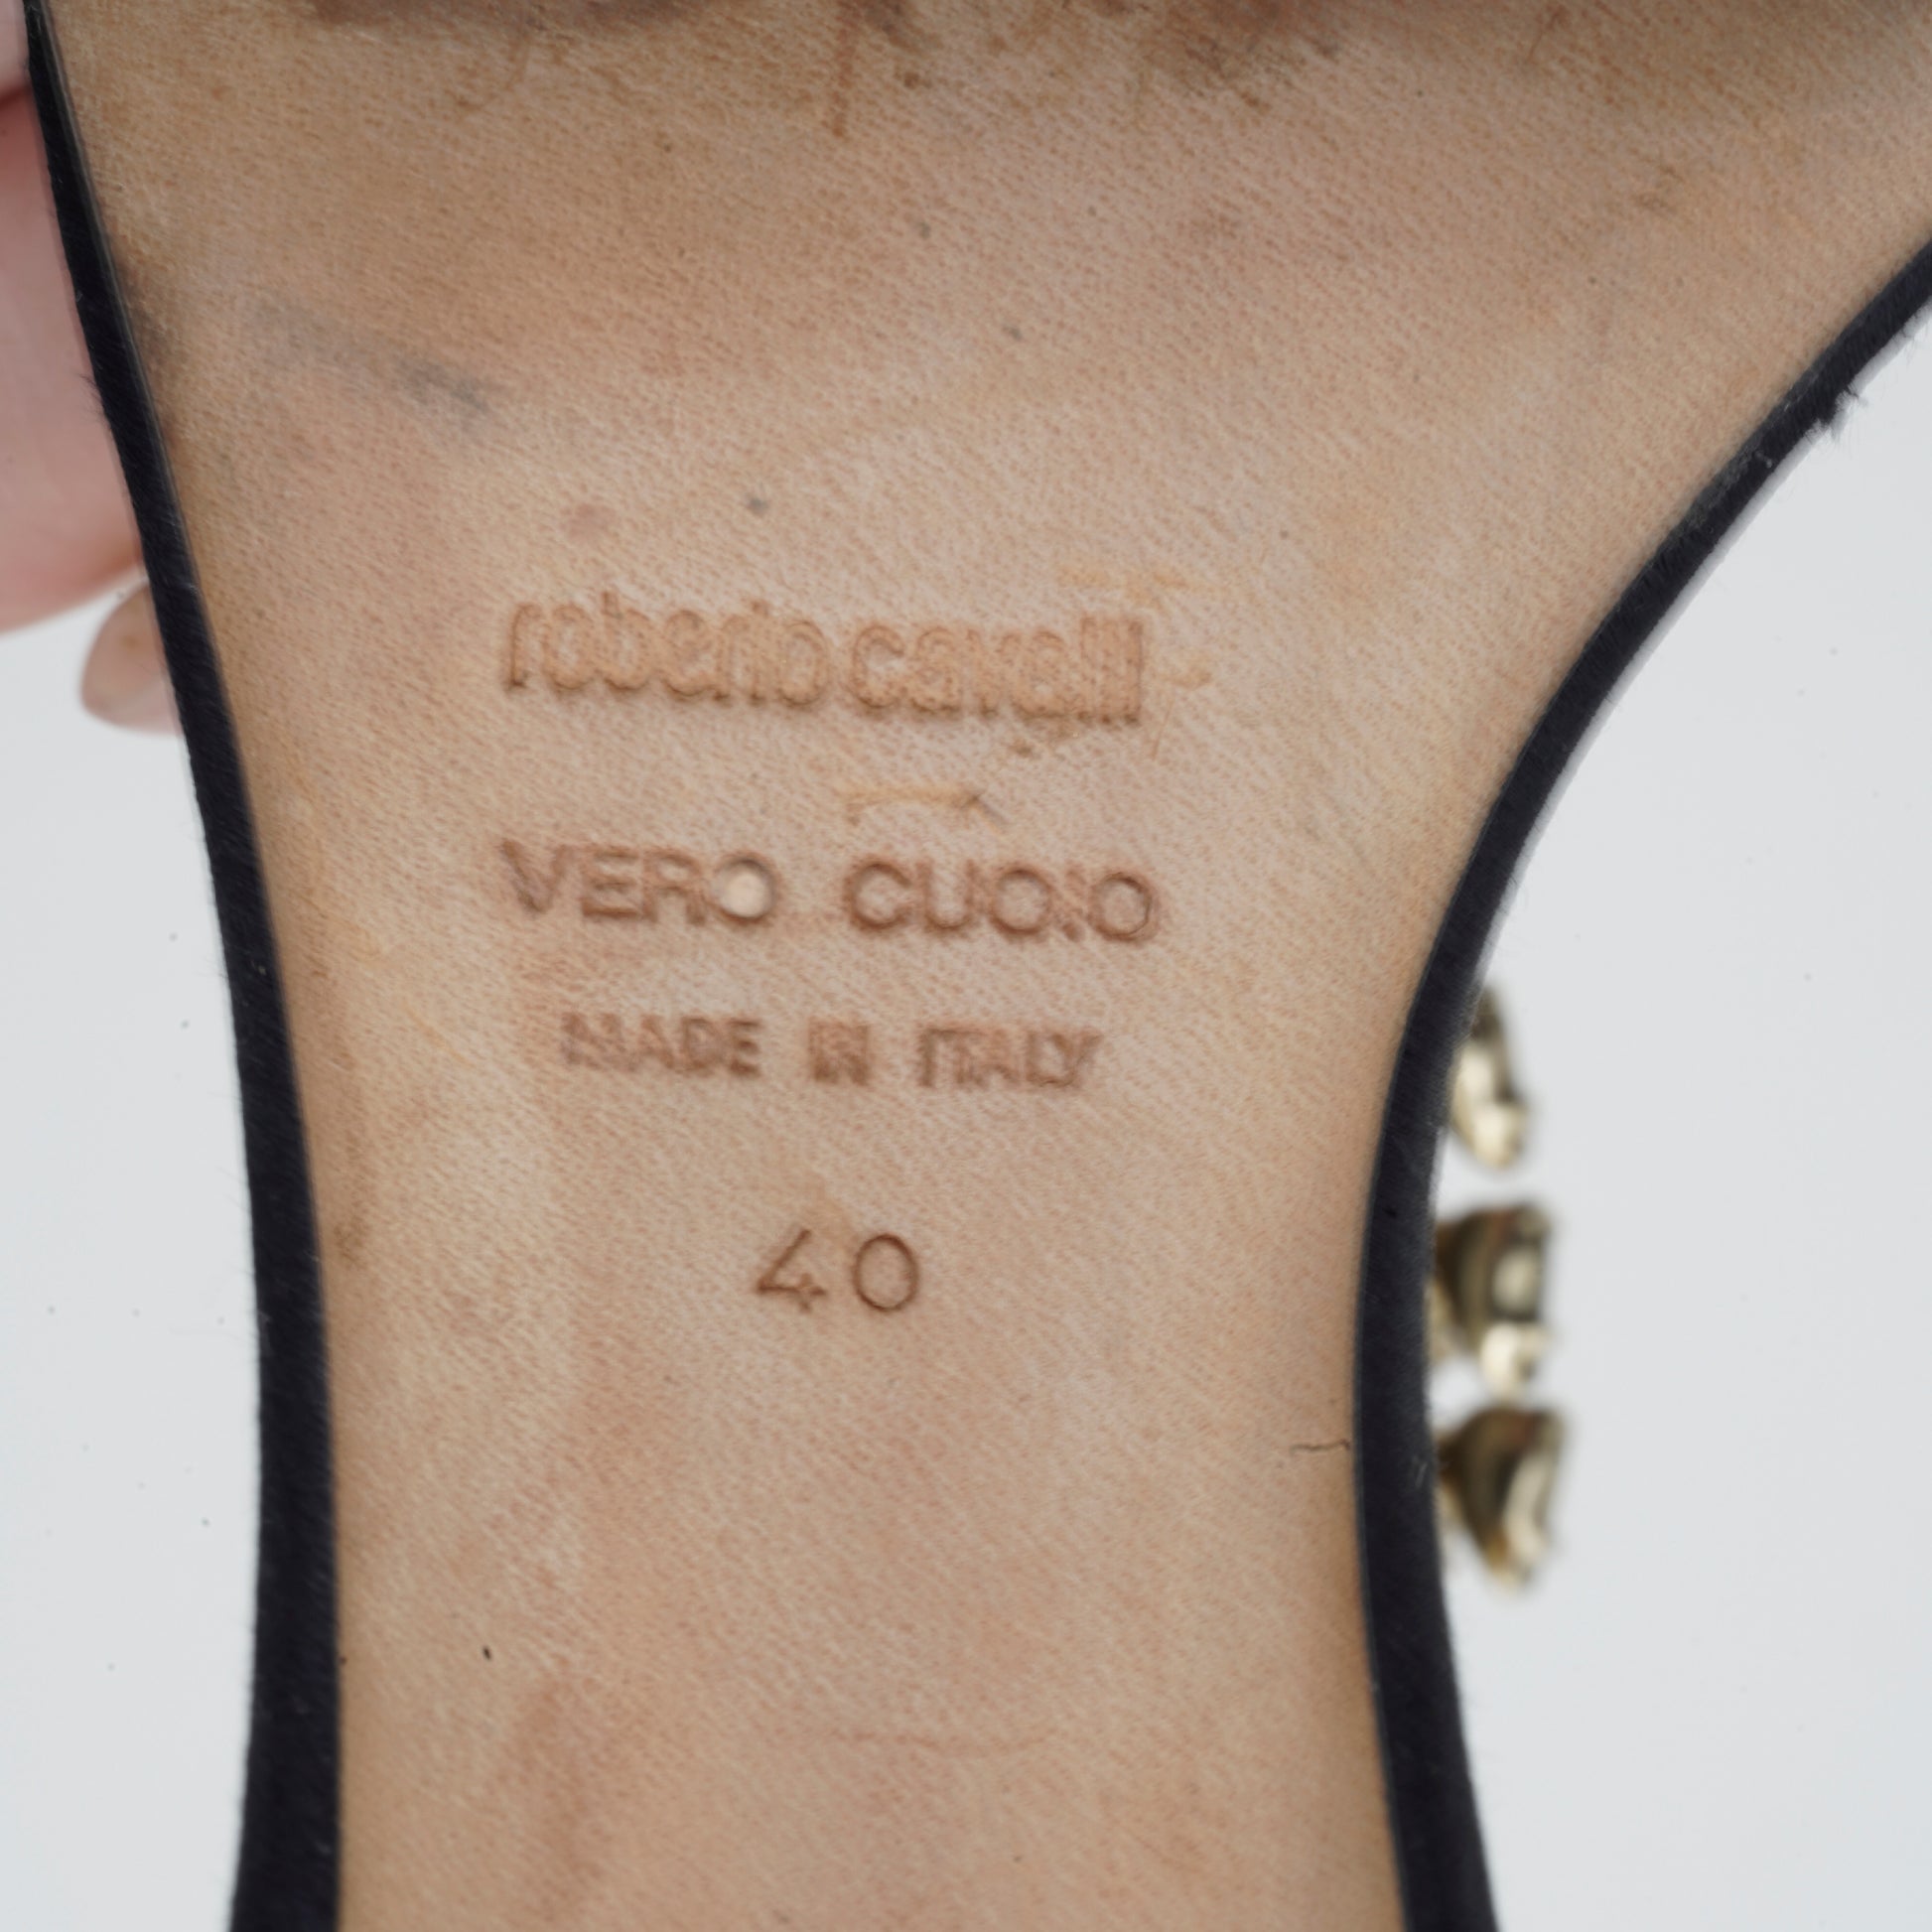 roberto cavalli
VERO CUOIO
MADE IN ITALY
40